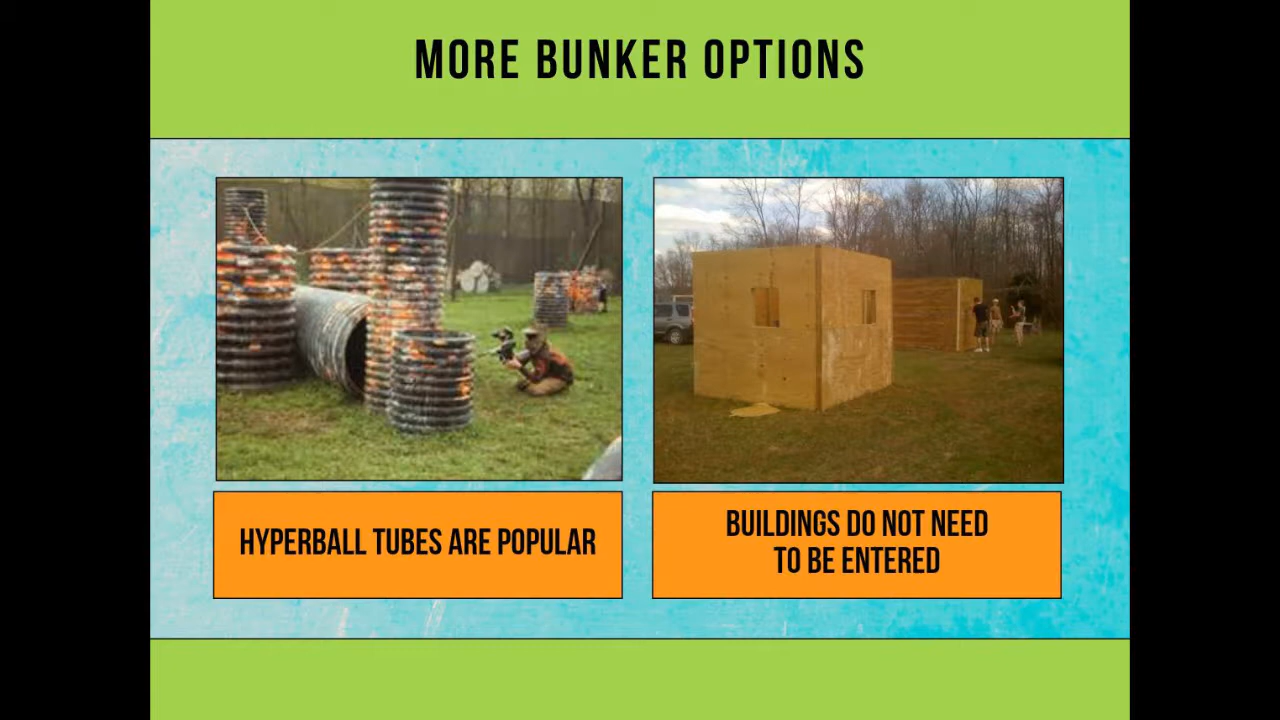 MORE BUNKER OPTIONS
HYPERBALL TUBES ARE POPULAR
BUILDINGS DO NOT NEED
TO BE ENTERED